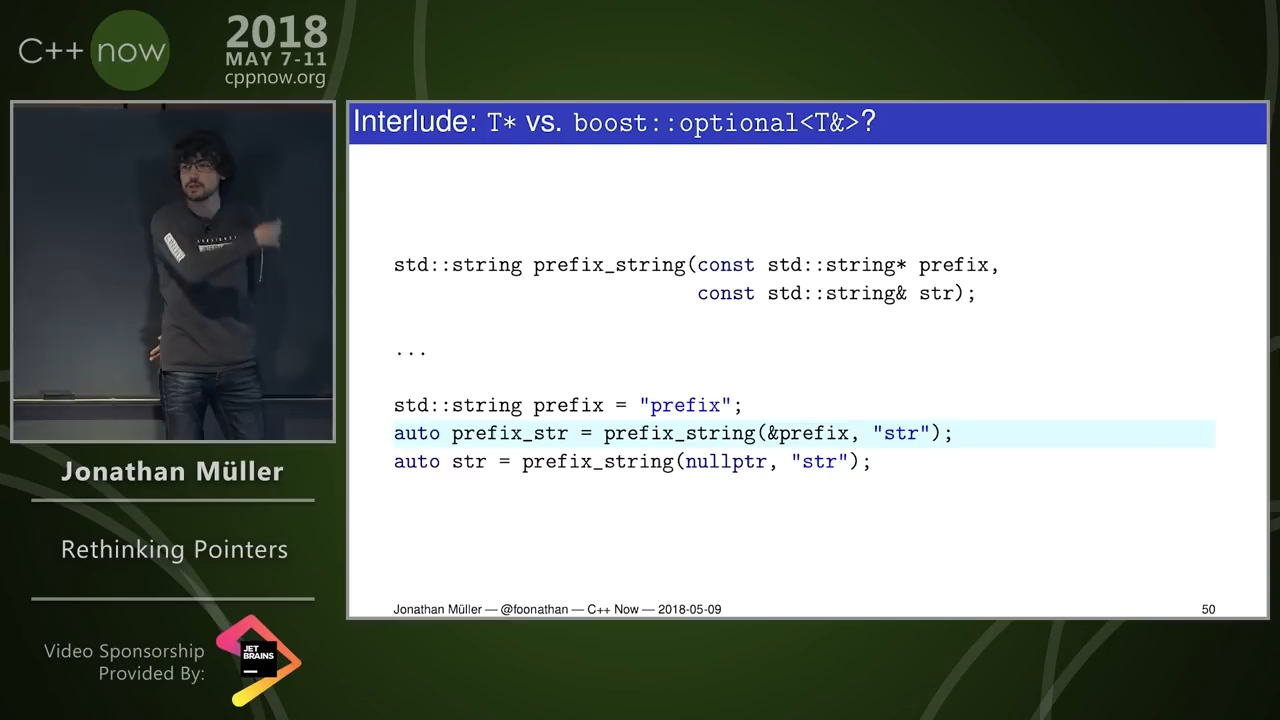 C++ now
2018
MAY 7-11
cppnow.org
Interlude: T* vs. boost::optional<T&>?
std::string prefix_string(const std::string* prefix,
const std::string& str);
...
std::string prefix = "prefix";
auto prefix_str = prefix_string(&prefix, "str");
auto str = prefix_string(nullptr, "str");
Jonathan Müller — @foonathan — C++ Now — 2018-05-09
50
Jonathan Müller
Rethinking Pointers
Video Sponsorship
Provided By:
JET
BRAINS